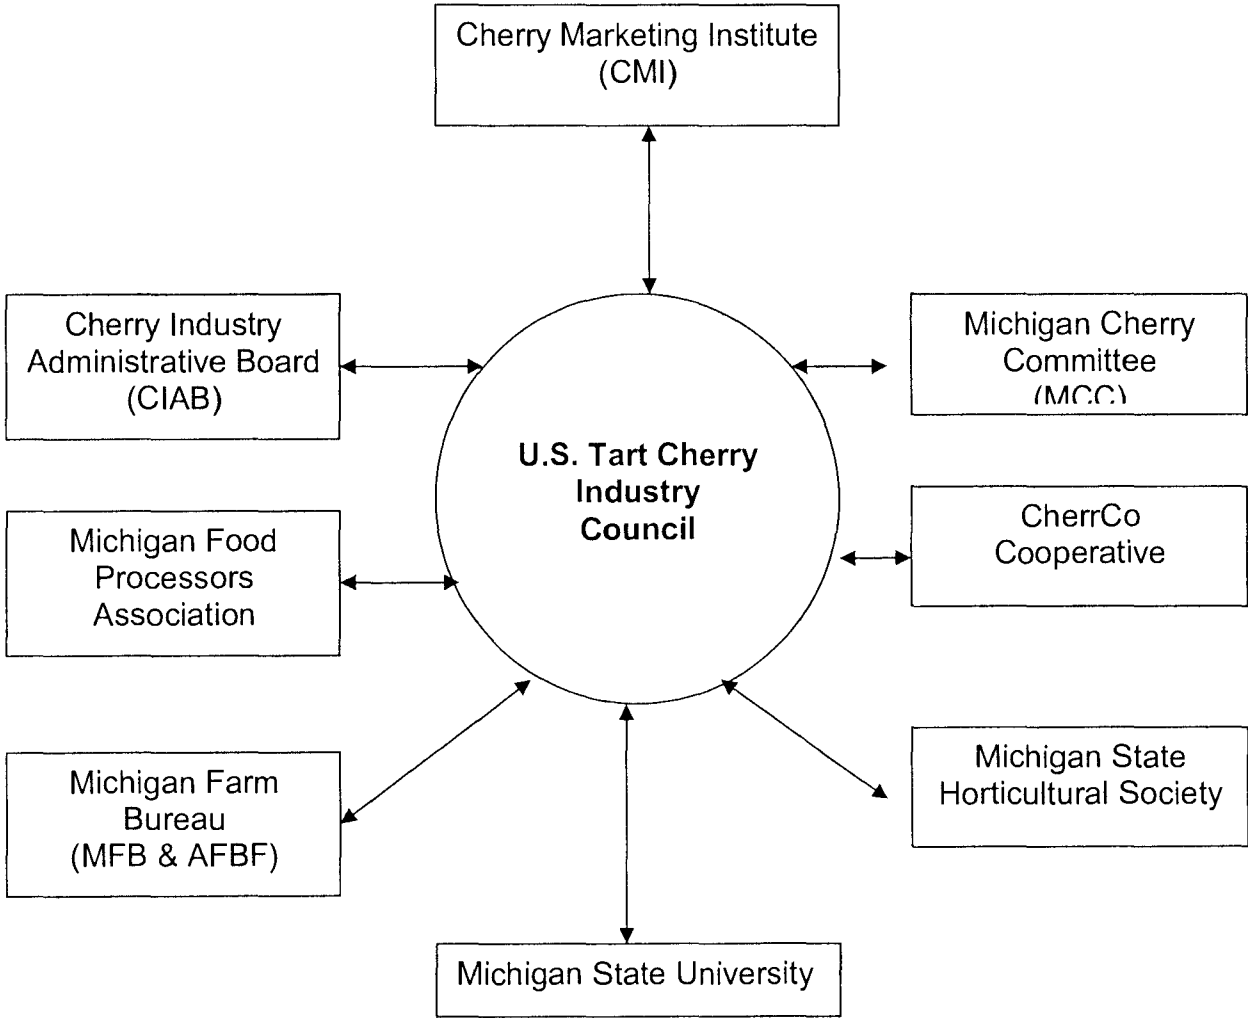 Cherry Marketing Institute
(CMI)
Cherry Industry
Administrative Board
(CIAB)
Michigan Cherry
Committee
(MCC)
U.S. Tart Cherry
Industry
Council
CherrCo
Cooperative
Michigan Food
Processors
Association
Michigan State
Horticultural Society
Michigan Farm
Bureau
(MFB & AFBF)
Michigan State University